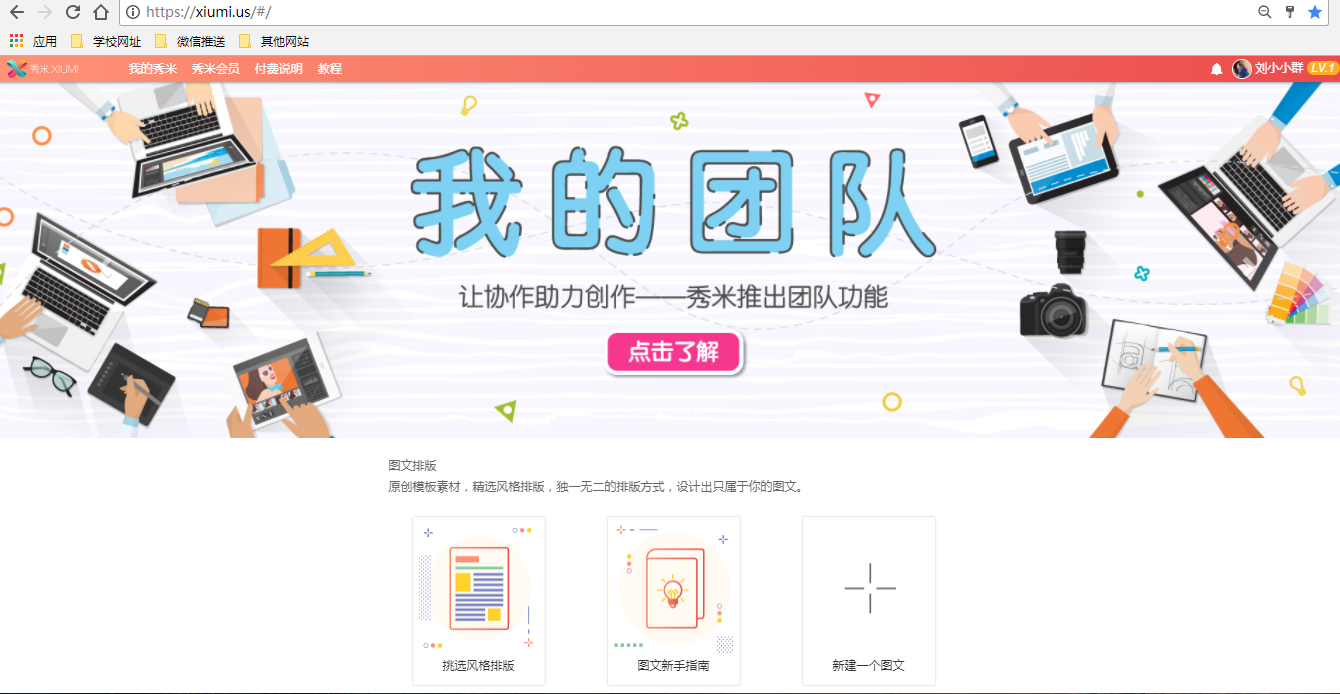 https://xiumi.us/#/
应用 学校网址 微信推送 其他网站
秀米 XIUMI 我的秀米 秀米会员 付费说明 教程 刘小小群 LV.1
我的团队
让协作助力创作——秀米推出团队功能
点击了解
图文排版
原创模板素材，精选风格排版，独一无二的排版方式，设计出只属于你的图文。
挑选风格排版 图文新手指南 新建一个图文